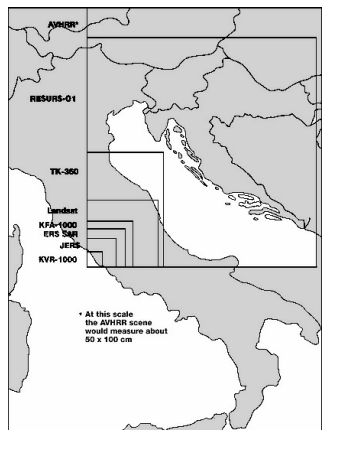 AVHRR*
RESURS-01
TK-350
Landsat
KFA-1000
ERS SAR
JERS
KVR-1000
* At this scale
the AVHRR scene
would measure about
50 x 100 cm